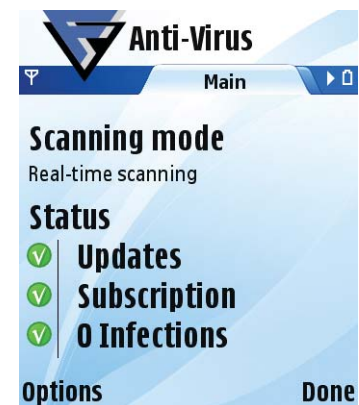 Anti-Virus
Main
Scanning mode
Real-time scanning
Status
Updates
Subscription
0 Infections
Options Done